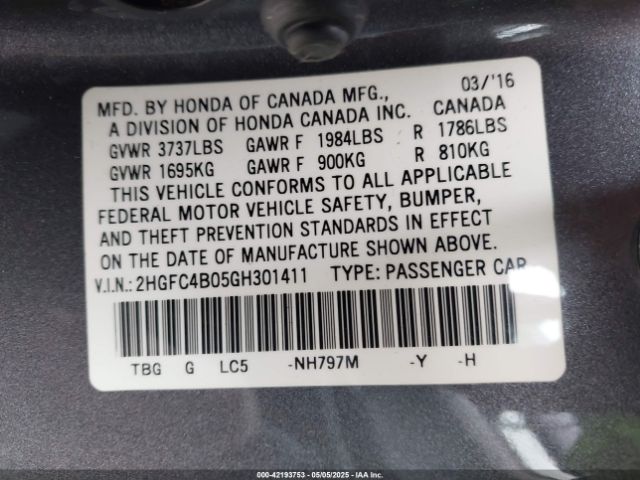 03/'16
MFD. BY HONDA OF CANADA MFG.,
A DIVISION OF HONDA CANADA INC. CANADA
GVWR 3737LBS GAWR F 1984LBS R 1786LBS
GVWR 1695KG GAWR F 900KG R 810KG
THIS VEHICLE CONFORMS TO ALL APPLICABLE
FEDERAL MOTOR VEHICLE SAFETY, BUMPER,
AND THEFT PREVENTION STANDARDS IN EFFECT
ON THE DATE OF MANUFACTURE SHOWN ABOVE.
V.I.N.: 2HGFC4B05GH301411 TYPE: PASSENGER CAR
TBG G LC5 -NH797M -Y -H
000-42193753 - 05/05/2025 - IAA Inc.